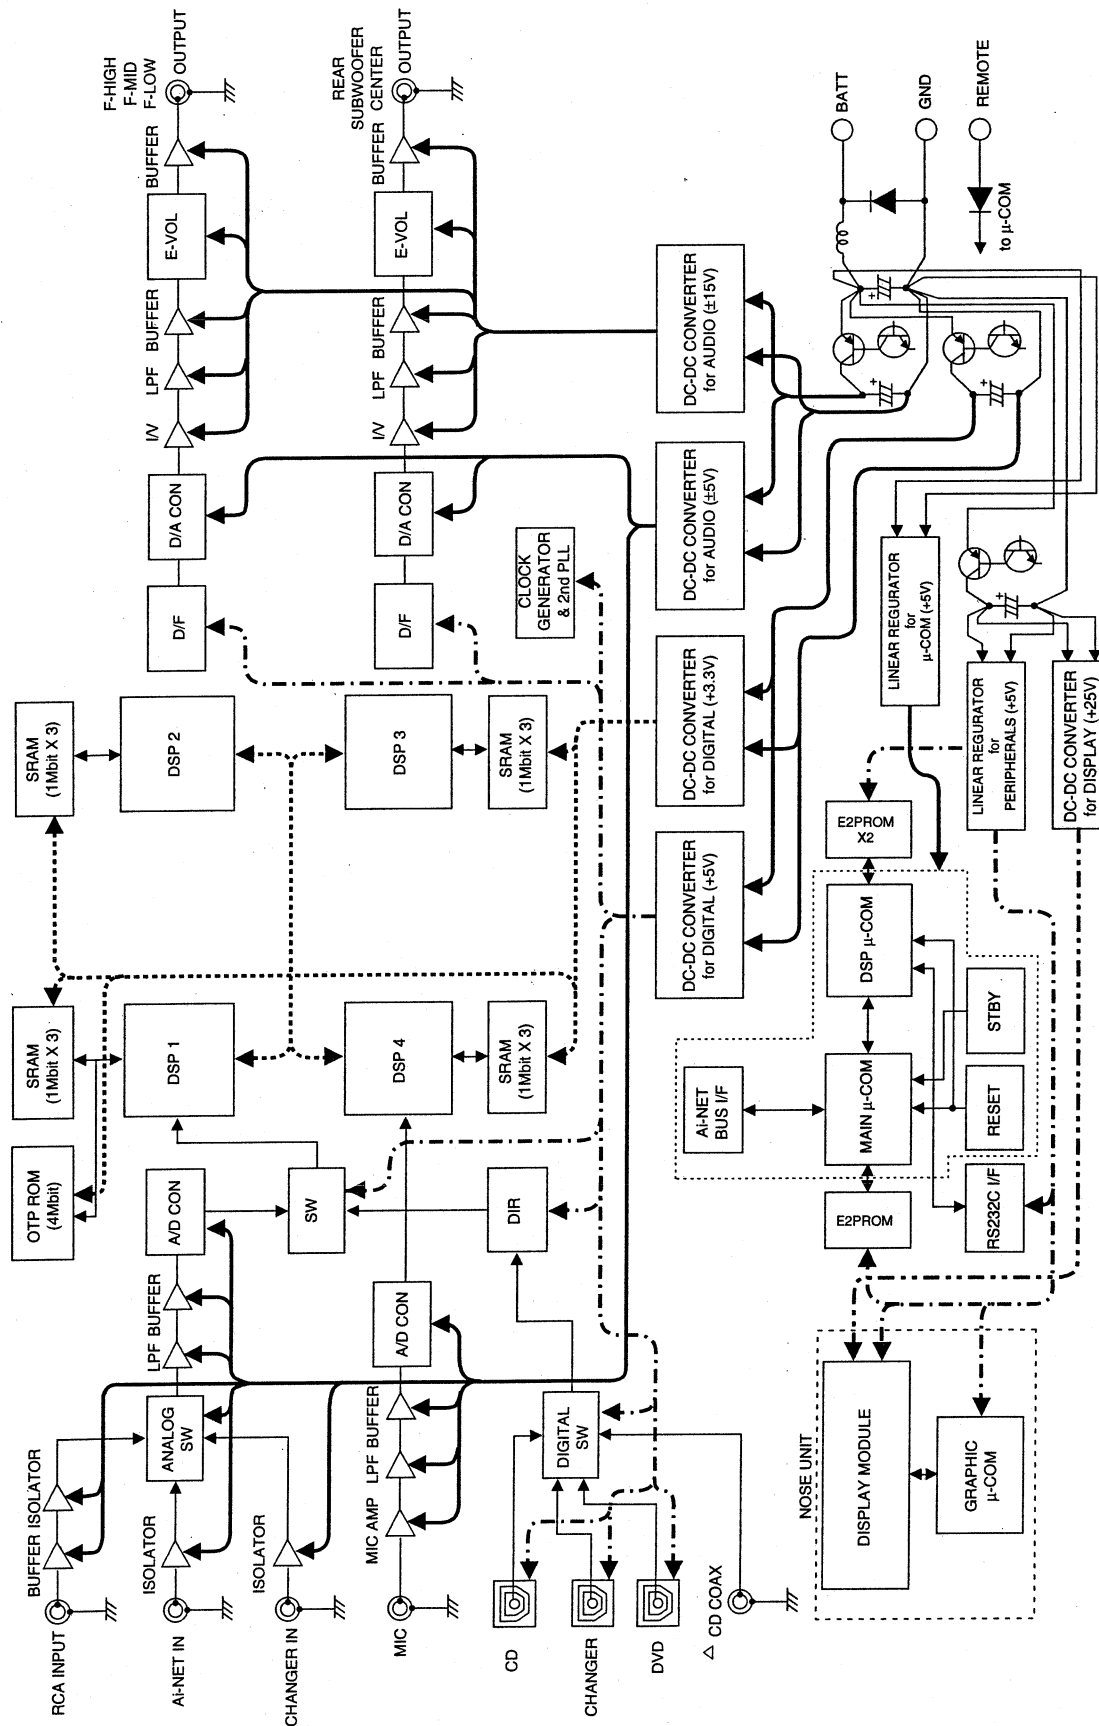 RCA INPUT
BUFFER ISOLATOR
Ai-NET IN
ISOLATOR
CHANGER IN
ISOLATOR
MIC
MIC AMP
LPF BUFFER
CD
CHANGER
DVD
△ CD COAX
ANALOG
SW
LPF BUFFER
A/D CON
A/D CON
DIGITAL
SW
OTP ROM
(4Mbit)
SW
DIR
SRAM
(1Mbit X 3)
DSP 1
DSP 4
SRAM
(1Mbit X 3)
SRAM
(1Mbit X 3)
DSP 2
DSP 3
SRAM
(1Mbit X 3)
D/F
D/F
CLOCK
GENERATOR
& 2nd PLL
D/A CON
D/A CON
I/V
LPF
BUFFER
E-VOL
BUFFER
F-HIGH
F-MID
F-LOW
OUTPUT
I/V
LPF
BUFFER
E-VOL
BUFFER
REAR
SUBWOOFER
CENTER
OUTPUT
DC-DC CONVERTER
for DIGITAL (+5V)
DC-DC CONVERTER
for DIGITAL (+3.3V)
DC-DC CONVERTER
for AUDIO (±5V)
DC-DC CONVERTER
for AUDIO (±15V)
BATT
GND
REMOTE
to µ-COM
+
+
+
+
LINEAR REGURATOR
for
µ-COM (+5V)
LINEAR REGURATOR
for
PERIPHERALS (+5V)
DC-DC CONVERTER
for DISPLAY (+25V)
E2PROM
X2
DSP µ-COM
MAIN µ-COM
Ai-NET
BUS I/F
STBY
RESET
E2PROM
RS232C I/F
NOSE UNIT
DISPLAY MODULE
GRAPHIC
µ-COM